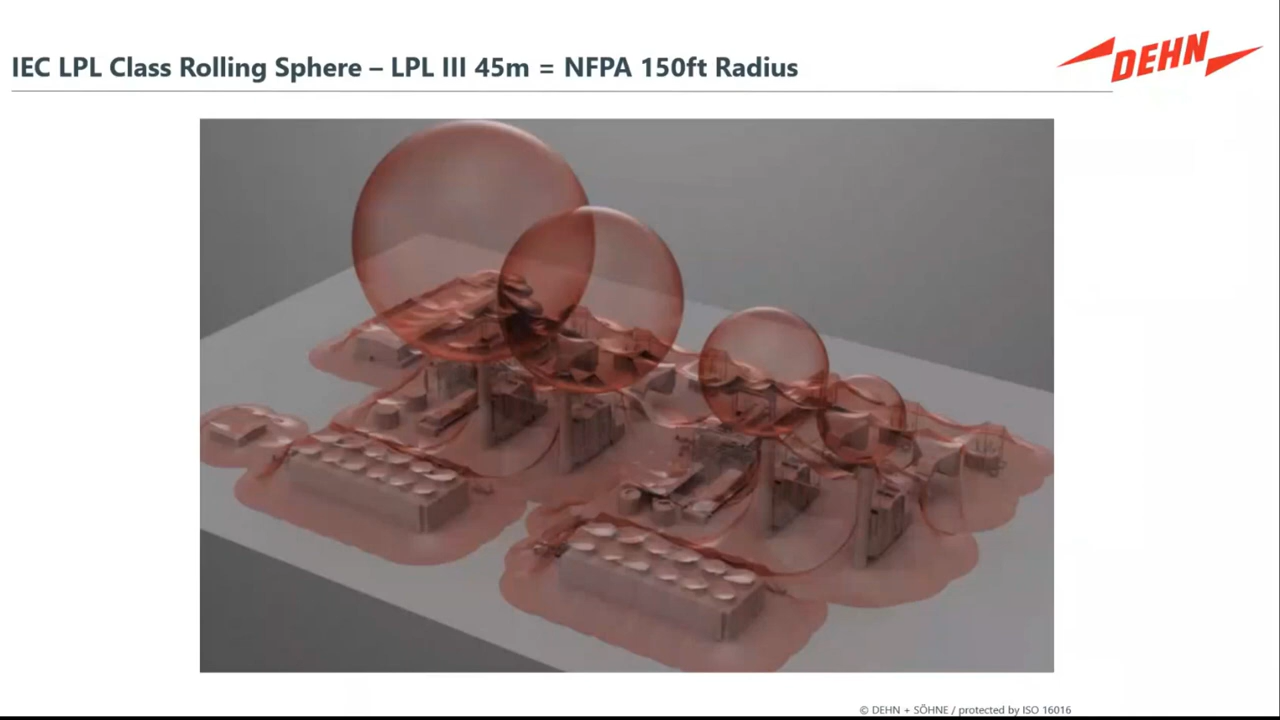 IEC LPL Class Rolling Sphere – LPL III 45m = NFPA 150ft Radius
DEHN
© DEHN + SÖHNE / protected by ISO 16016